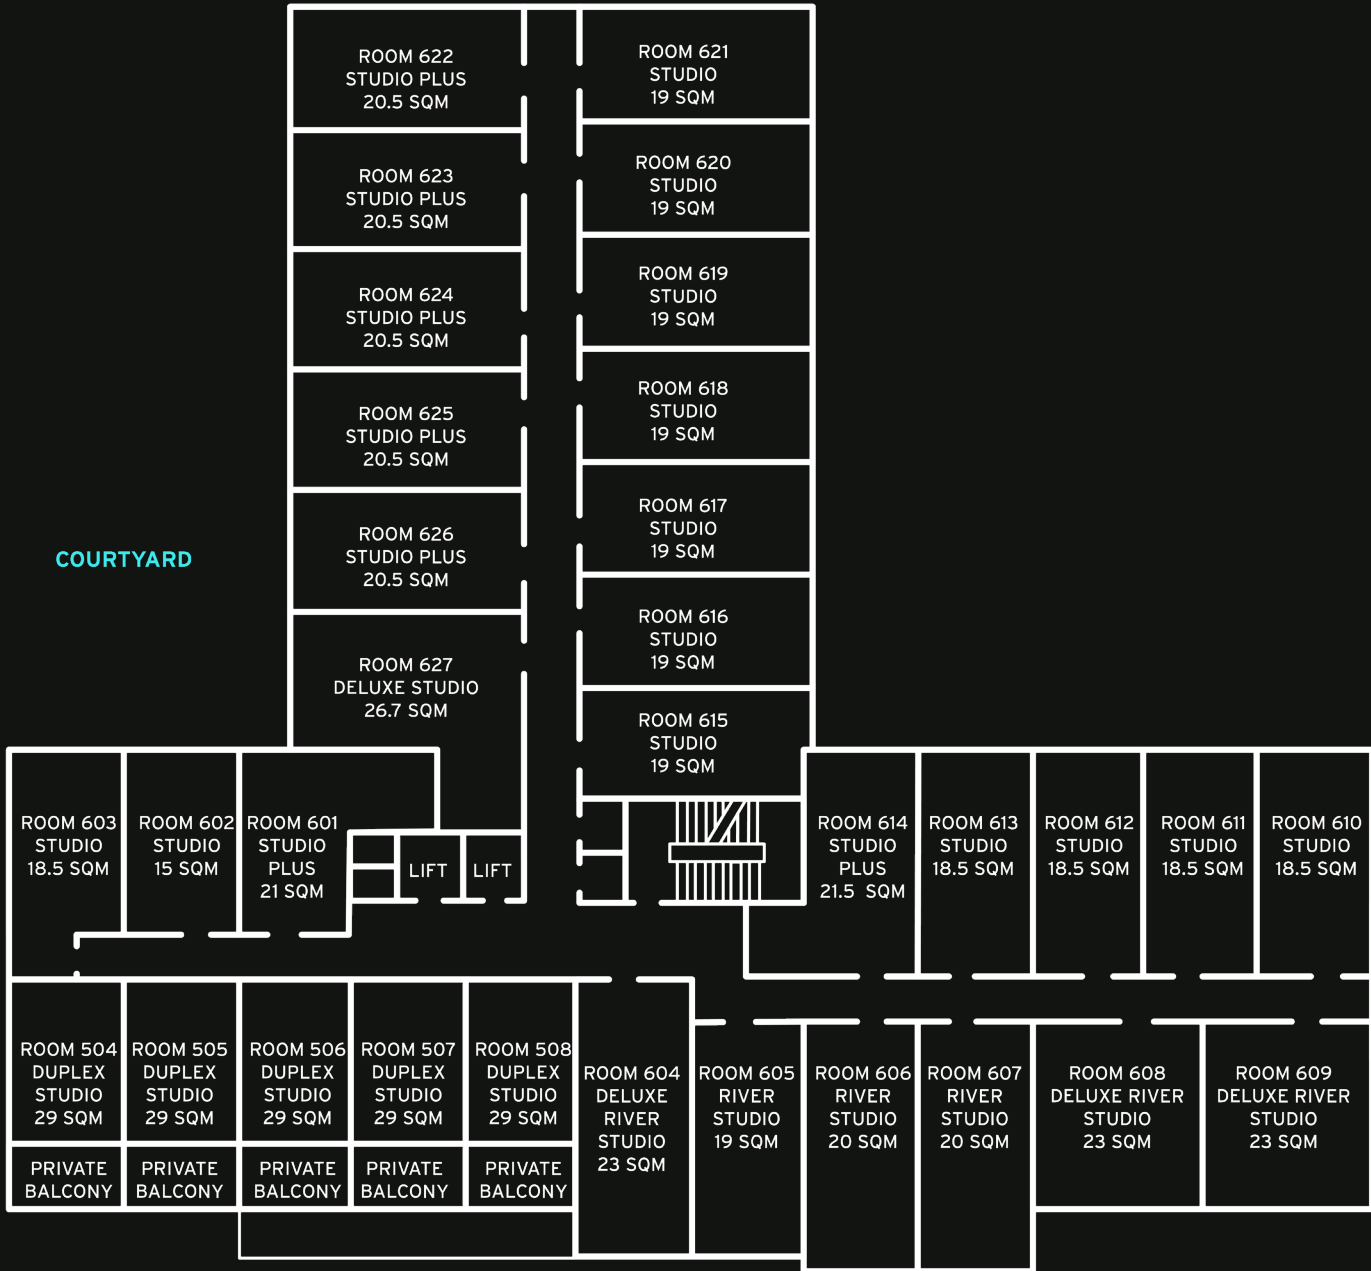 ROOM 622
STUDIO PLUS
20.5 SQM
ROOM 621
STUDIO
19 SQM
ROOM 623
STUDIO PLUS
20.5 SQM
ROOM 620
STUDIO
19 SQM
ROOM 624
STUDIO PLUS
20.5 SQM
ROOM 619
STUDIO
19 SQM
ROOM 625
STUDIO PLUS
20.5 SQM
ROOM 618
STUDIO
19 SQM
ROOM 626
STUDIO PLUS
20.5 SQM
ROOM 617
STUDIO
19 SQM
COURTYARD
ROOM 616
STUDIO
19 SQM
ROOM 627
DELUXE STUDIO
26.7 SQM
ROOM 615
STUDIO
19 SQM
ROOM 603
STUDIO
18.5 SQM
ROOM 602
STUDIO
15 SQM
ROOM 601
STUDIO
PLUS
21 SQM
LIFT
LIFT
ROOM 614
STUDIO
PLUS
21.5 SQM
ROOM 613
STUDIO
18.5 SQM
ROOM 612
STUDIO
18.5 SQM
ROOM 611
STUDIO
18.5 SQM
ROOM 610
STUDIO
18.5 SQM
ROOM 504
DUPLEX
STUDIO
29 SQM
ROOM 505
DUPLEX
STUDIO
29 SQM
ROOM 506
DUPLEX
STUDIO
29 SQM
ROOM 507
DUPLEX
STUDIO
29 SQM
ROOM 508
DUPLEX
STUDIO
29 SQM
ROOM 604
DELUXE
RIVER
STUDIO
23 SQM
ROOM 605
RIVER
STUDIO
19 SQM
ROOM 606
RIVER
STUDIO
20 SQM
ROOM 607
RIVER
STUDIO
20 SQM
ROOM 608
DELUXE RIVER
STUDIO
23 SQM
ROOM 609
DELUXE RIVER
STUDIO
23 SQM
PRIVATE
BALCONY
PRIVATE
BALCONY
PRIVATE
BALCONY
PRIVATE
BALCONY
PRIVATE
BALCONY